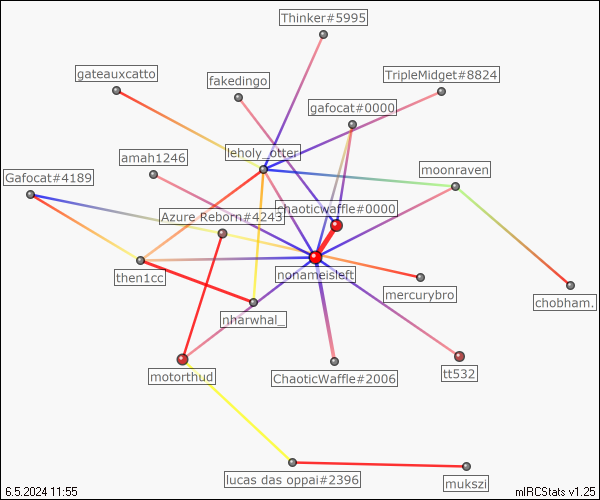 Thinker#5995
gateauxcatto
fakedingo
TripleMidget#8824
gafocat#0000
leholy_otter
amah1246
moonraven
Gafocat#4189
chaoticwaffle#0000
Azure Reborn#4243
nonameisleft
then1cc
mercurybro
chobham.
nharwhal_
motorthud
ChaoticWaffle#2006
tt532
lucas das oppai#2396
mukszi
6.5.2024 11:55
mIRCStats v1.25